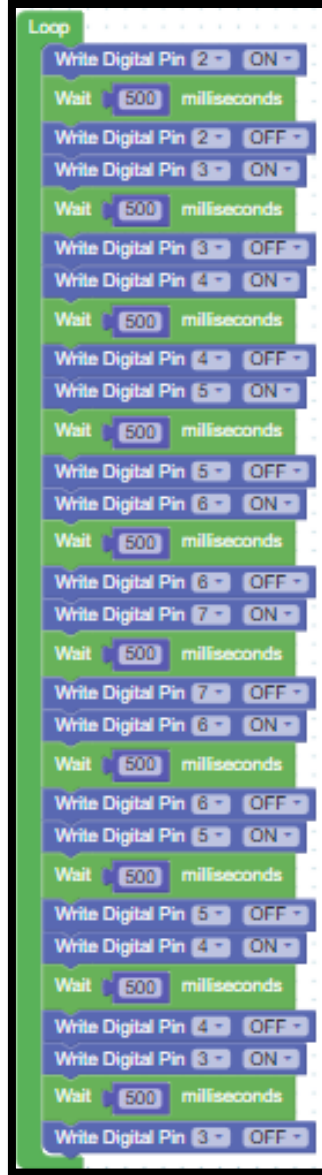 Loop
Write Digital Pin 2 ON
Wait 500 milliseconds
Write Digital Pin 2 OFF
Write Digital Pin 3 ON
Wait 500 milliseconds
Write Digital Pin 3 OFF
Write Digital Pin 4 ON
Wait 500 milliseconds
Write Digital Pin 4 OFF
Write Digital Pin 5 ON
Wait 500 milliseconds
Write Digital Pin 5 OFF
Write Digital Pin 6 ON
Wait 500 milliseconds
Write Digital Pin 6 OFF
Write Digital Pin 7 ON
Wait 500 milliseconds
Write Digital Pin 7 OFF
Write Digital Pin 6 ON
Wait 500 milliseconds
Write Digital Pin 6 OFF
Write Digital Pin 5 ON
Wait 500 milliseconds
Write Digital Pin 5 OFF
Write Digital Pin 4 ON
Wait 500 milliseconds
Write Digital Pin 4 OFF
Write Digital Pin 3 ON
Wait 500 milliseconds
Write Digital Pin 3 OFF